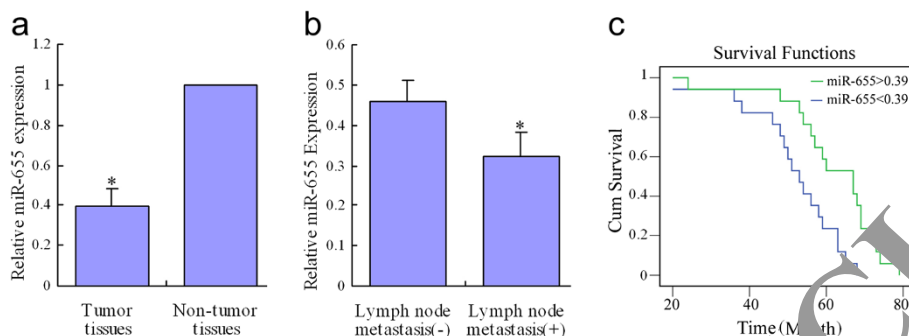 a
Relative miR-655 expression
1.2
1
0.8
0.6
0.4
0.2
0
*
Tumor
tissues
Non-tumor
tissues
b
Relative miR-655 Expression
0.6
0.5
0.4
0.3
0.2
0.1
0
*
Lymph node
metastasis(-)
Lymph node
metastasis(+)
c
Survival Functions
miR-655>0.39
miR-655<0.39
Cum Survival
1.0
0.8
0.6
0.4
0.2
0
20
40
60
80
Time